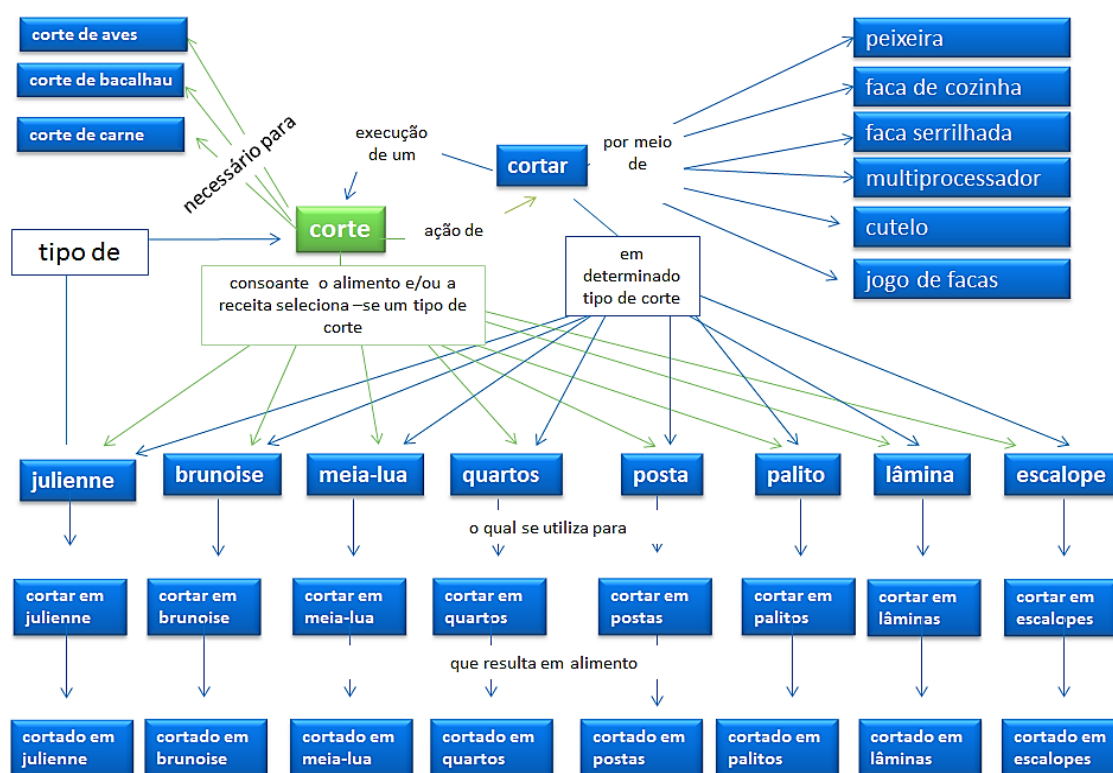 corte de aves
corte de bacalhau
corte de carne
necessário para
execução
de um
cortar
por meio
de
peixeira
faca de cozinha
faca serrilhada
multiprocessador
cutelo
jogo de facas
tipo de
corte
ação de
em
determinado
tipo de corte
consoante o alimento e/ou a
receita seleciona –se um tipo de
corte
julienne
brunoise
meia-lua
quartos
posta
palito
lâmina
escalope
o qual se utiliza para
cortar em
julienne
cortar em
brunoise
cortar em
meia-lua
cortar em
quartos
cortar em
postas
cortar em
palitos
cortar em
lâminas
cortar em
escalopes
que resulta em alimento
cortado em
julienne
cortado em
brunoise
cortado em
meia-lua
cortado em
quartos
cortado em
postas
cortado em
palitos
cortado em
lâminas
cortado em
escalopes